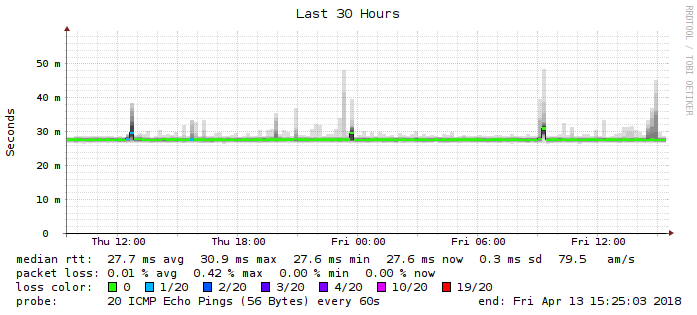 Last 30 Hours
RRDTOOL / TOBI OETIKER
Seconds
50 m
40 m
30 m
20 m
10 m
0
Thu 12:00 Thu 18:00 Fri 00:00 Fri 06:00 Fri 12:00
median rtt: 27.7 ms avg 30.9 ms max 27.6 ms min 27.6 ms now 0.3 ms sd 79.5 am/s
packet loss: 0.01 % avg 0.42 % max 0.00 % min 0.00 % now
loss color: 0 1/20 2/20 3/20 4/20 10/20 19/20
probe: 20 ICMP Echo Pings (56 Bytes) every 60s end: Fri Apr 13 15:25:03 2018